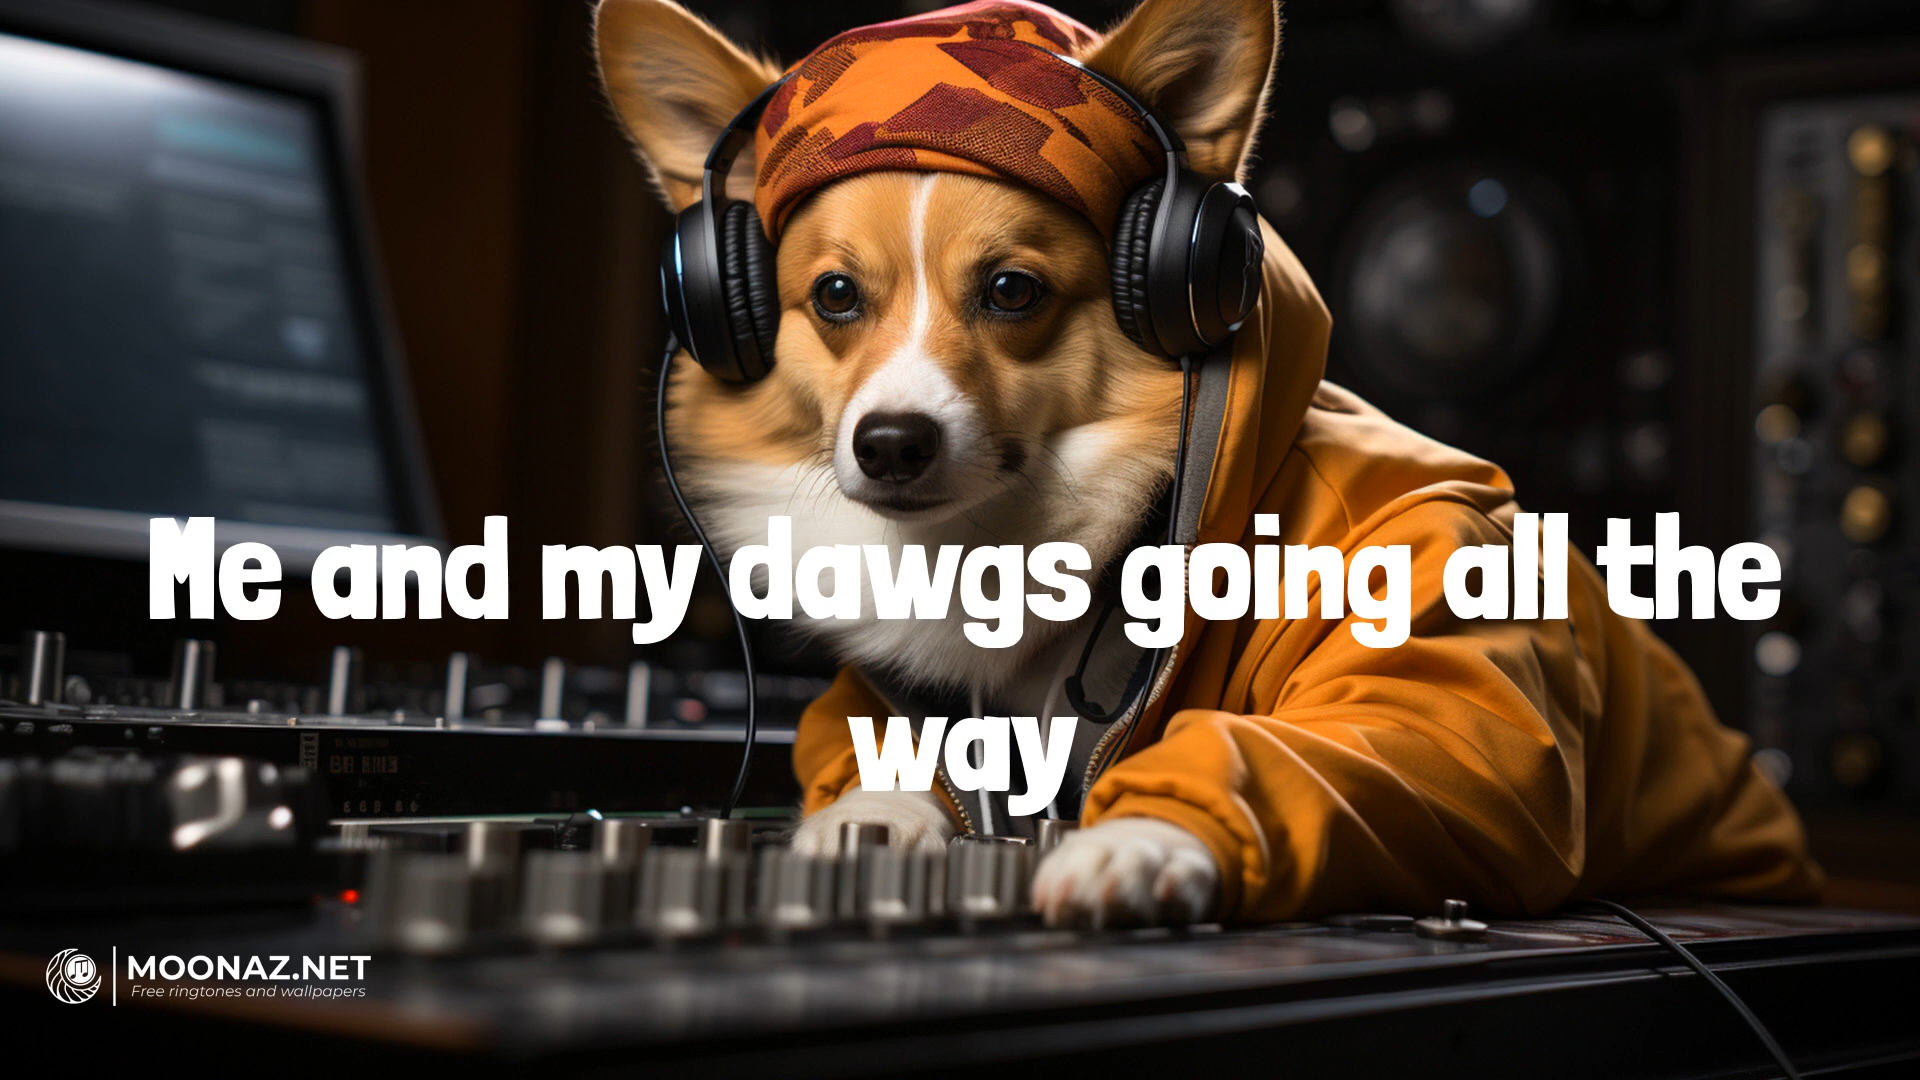 Me and my dawgs going all the
way
MOONAZ.NET
Free ringtones and wallpapers